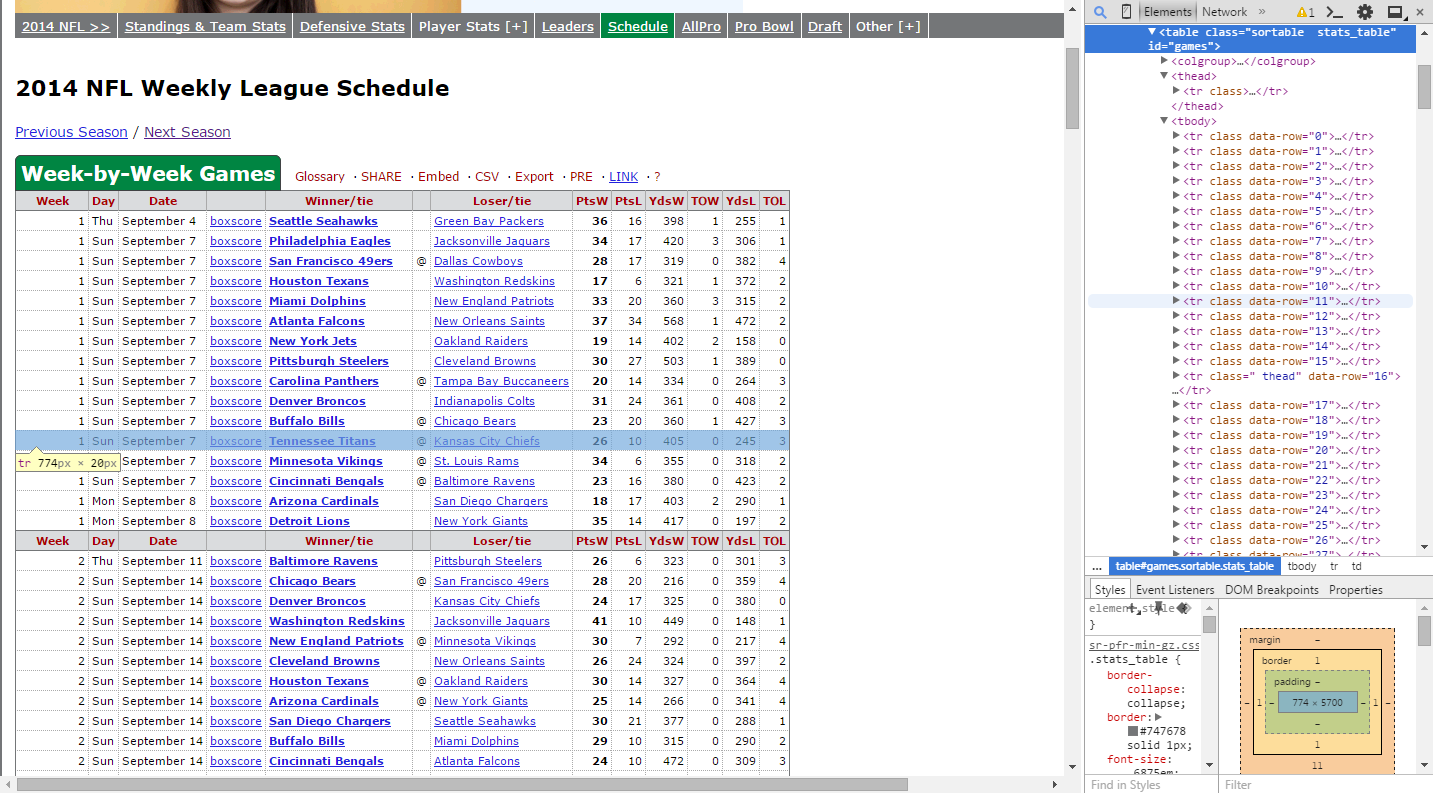 2014 NFL >> Standings & Team Stats Defensive Stats Player Stats [+] Leaders Schedule AllPro Pro Bowl Draft Other [+]
2014 NFL Weekly League Schedule
Previous Season / Next Season
Week-by-Week Games Glossary · SHARE · Embed · CSV · Export · PRE · LINK · ?
Week Day Date Winner/tie Loser/tie PtsW PtsL YdsW TOW YdsL TOL
1 Thu September 4 boxscore Seattle Seahawks Green Bay Packers 36 16 398 1 255 1
1 Sun September 7 boxscore Philadelphia Eagles Jacksonville Jaguars 34 17 420 3 306 1
1 Sun September 7 boxscore San Francisco 49ers @ Dallas Cowboys 28 17 319 0 382 4
1 Sun September 7 boxscore Houston Texans Washington Redskins 17 6 321 1 372 2
1 Sun September 7 boxscore Miami Dolphins New England Patriots 33 20 360 3 315 2
1 Sun September 7 boxscore Atlanta Falcons New Orleans Saints 37 34 568 1 472 2
1 Sun September 7 boxscore New York Jets Oakland Raiders 19 14 402 2 158 0
1 Sun September 7 boxscore Pittsburgh Steelers Cleveland Browns 30 27 503 1 389 0
1 Sun September 7 boxscore Carolina Panthers @ Tampa Bay Buccaneers 20 14 334 0 264 3
1 Sun September 7 boxscore Denver Broncos Indianapolis Colts 31 24 361 0 408 2
1 Sun September 7 boxscore Buffalo Bills @ Chicago Bears 23 20 360 1 427 3
1 Sun September 7 boxscore Tennessee Titans @ Kansas City Chiefs 26 10 405 0 245 3
tr 774px × 20px September 7 boxscore Minnesota Vikings @ St. Louis Rams 34 6 355 0 318 2
1 Sun September 7 boxscore Cincinnati Bengals @ Baltimore Ravens 23 16 380 0 423 2
1 Mon September 8 boxscore Arizona Cardinals San Diego Chargers 18 17 403 2 290 1
1 Mon September 8 boxscore Detroit Lions New York Giants 35 14 417 0 197 2
Week Day Date Winner/tie Loser/tie PtsW PtsL YdsW TOW YdsL TOL
2 Thu September 11 boxscore Baltimore Ravens Pittsburgh Steelers 26 6 323 0 301 3
2 Sun September 14 boxscore Chicago Bears @ San Francisco 49ers 28 20 216 0 359 4
2 Sun September 14 boxscore Denver Broncos Kansas City Chiefs 24 17 325 0 380 0
2 Sun September 14 boxscore Washington Redskins Jacksonville Jaguars 41 10 449 0 148 1
2 Sun September 14 boxscore New England Patriots @ Minnesota Vikings 30 7 292 0 217 4
2 Sun September 14 boxscore Cleveland Browns New Orleans Saints 26 24 324 0 397 2
2 Sun September 14 boxscore Houston Texans @ Oakland Raiders 30 14 327 0 364 4
2 Sun September 14 boxscore Arizona Cardinals @ New York Giants 25 14 266 0 341 4
2 Sun September 14 boxscore San Diego Chargers Seattle Seahawks 30 21 377 0 288 1
2 Sun September 14 boxscore Buffalo Bills Miami Dolphins 29 10 315 0 290 2
2 Sun September 14 boxscore Cincinnati Bengals Atlanta Falcons 24 10 472 0 309 3
Elements Network » 1
<table class="sortable stats_table"
id="games">
<colgroup>…</colgroup>
<thead>
<tr class>…</tr>
</thead>
<tbody>
<tr class data-row="0">…</tr>
<tr class data-row="1">…</tr>
<tr class data-row="2">…</tr>
<tr class data-row="3">…</tr>
<tr class data-row="4">…</tr>
<tr class data-row="5">…</tr>
<tr class data-row="6">…</tr>
<tr class data-row="7">…</tr>
<tr class data-row="8">…</tr>
<tr class data-row="9">…</tr>
<tr class data-row="10">…</tr>
<tr class data-row="11">…</tr>
<tr class data-row="12">…</tr>
<tr class data-row="13">…</tr>
<tr class data-row="14">…</tr>
<tr class data-row="15">…</tr>
<tr class=" thead" data-row="16">
…</tr>
<tr class data-row="17">…</tr>
<tr class data-row="18">…</tr>
<tr class data-row="19">…</tr>
<tr class data-row="20">…</tr>
<tr class data-row="21">…</tr>
<tr class data-row="22">…</tr>
<tr class data-row="23">…</tr>
<tr class data-row="24">…</tr>
<tr class data-row="25">…</tr>
<tr class data-row="26">…</tr>
<tr class data-row="27">…</tr>
... table#games.sortable.stats_table tbody tr td
Styles Event Listeners DOM Breakpoints Properties
element.style {
}
sr-pfr-min-gz.css
.stats_table {
border-
collapse:
collapse;
border:
#747678
solid 1px;
font-size:
.6875em;
Find in Styles
margin –
border 1
padding –
– 1 – 774 × 5700 – 1 –
–
1
11
Filter